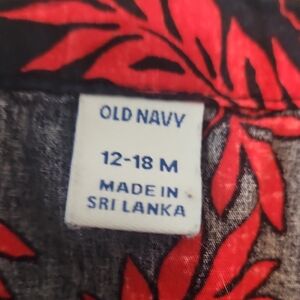 OLD NAVY
12-18 M
MADE IN
SRI LANKA